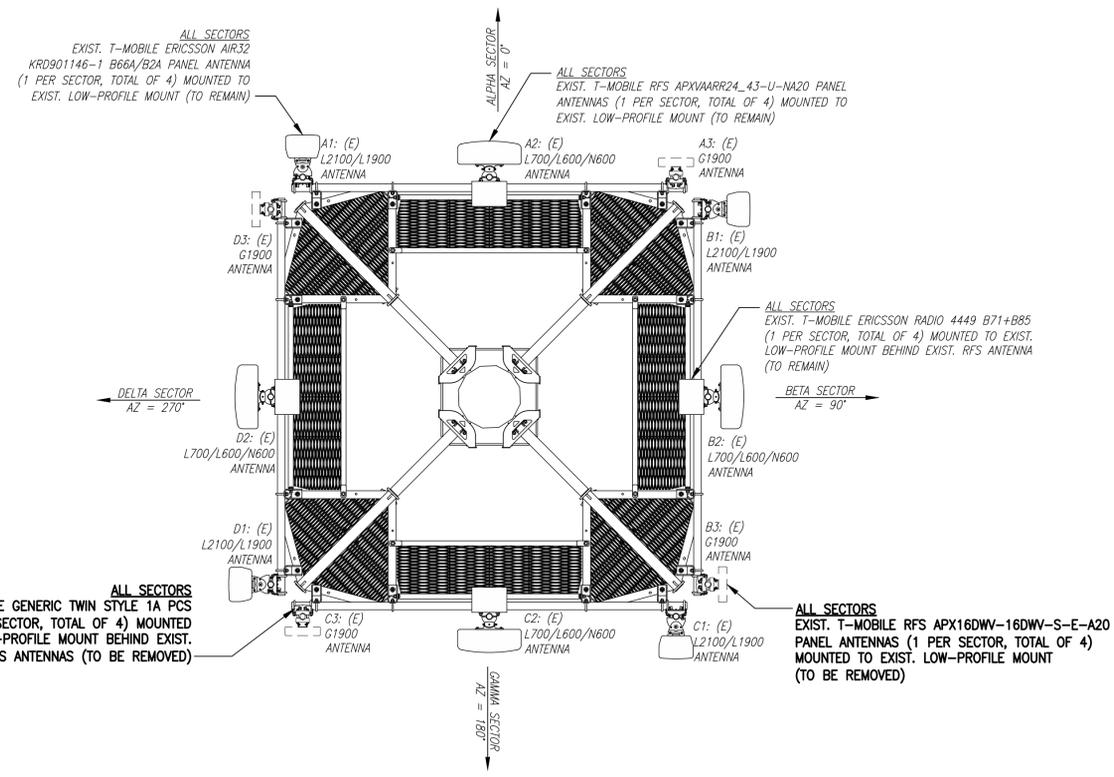 ALL SECTORS
EXIST. T-MOBILE ERICSSON AIR32
KRD901146-1 B66A/B2A PANEL ANTENNA
(1 PER SECTOR, TOTAL OF 4) MOUNTED TO
EXIST. LOW-PROFILE MOUNT (TO REMAIN)
ALPHA SECTOR
AZ = 0°
ALL SECTORS
EXIST. T-MOBILE RFS APXVAARR24_43-U-NA20 PANEL
ANTENNAS (1 PER SECTOR, TOTAL OF 4) MOUNTED TO
EXIST. LOW-PROFILE MOUNT (TO REMAIN)
A1: (E)
L2100/L1900
ANTENNA
A2: (E)
L700/L600/N600
ANTENNA
A3: (E)
G1900
ANTENNA
D3: (E)
G1900
ANTENNA
B1: (E)
L2100/L1900
ANTENNA
ALL SECTORS
EXIST. T-MOBILE ERICSSON RADIO 4449 B71+B85
(1 PER SECTOR, TOTAL OF 4) MOUNTED TO EXIST.
LOW-PROFILE MOUNT BEHIND EXIST. RFS ANTENNA
(TO REMAIN)
DELTA SECTOR
AZ = 270°
BETA SECTOR
AZ = 90°
D2: (E)
L700/L600/N600
ANTENNA
B2: (E)
L700/L600/N600
ANTENNA
D1: (E)
L2100/L1900
ANTENNA
B3: (E)
G1900
ANTENNA
ALL SECTORS
E GENERIC TWIN STYLE 1A PCS
SECTOR, TOTAL OF 4) MOUNTED
-PROFILE MOUNT BEHIND EXIST.
S ANTENNAS (TO BE REMOVED)
C3: (E)
G1900
ANTENNA
C2: (E)
L700/L600/N600
ANTENNA
C1: (E)
L2100/L1900
ANTENNA
ALL SECTORS
EXIST. T-MOBILE RFS APX16DWV-16DWV-S-E-A20
PANEL ANTENNAS (1 PER SECTOR, TOTAL OF 4)
MOUNTED TO EXIST. LOW-PROFILE MOUNT
(TO BE REMOVED)
GAMMA SECTOR
AZ = 180°